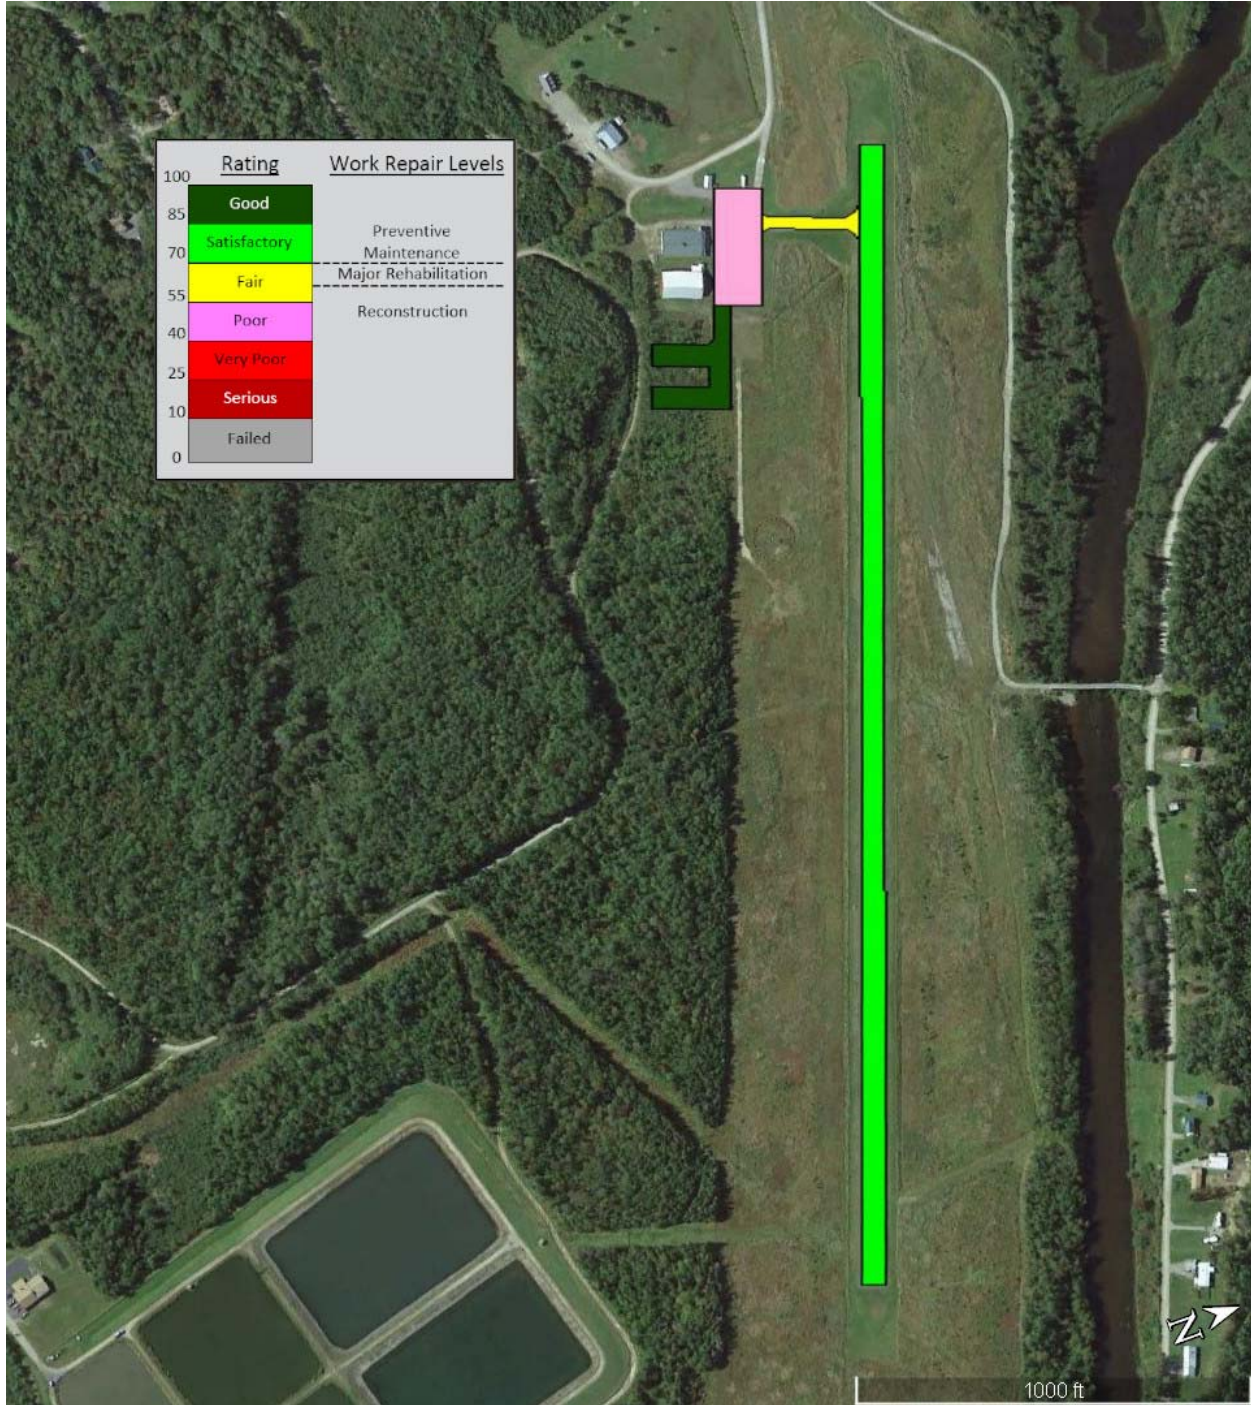 Rating Work Repair Levels
100
Good
85
Satisfactory
Preventive
Maintenance
70
Major Rehabilitation
Fair
55
Reconstruction
Poor
40
Very Poor
25
Serious
10
Failed
0
N
1000 ft